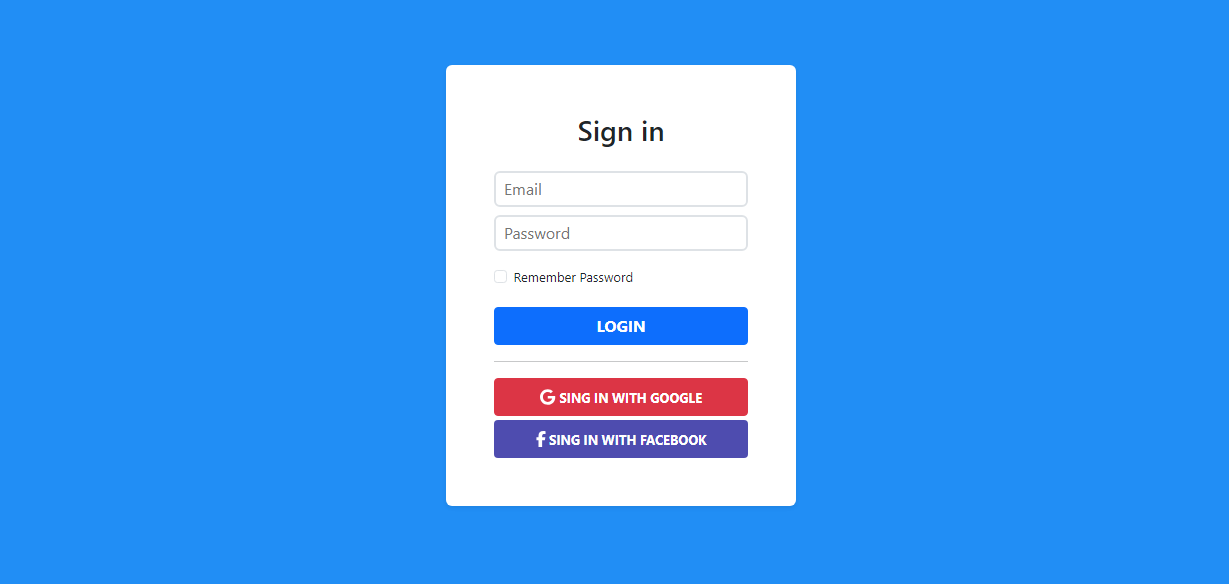 Sign in
Email
Password
Remember Password
LOGIN
SING IN WITH GOOGLE
SING IN WITH FACEBOOK